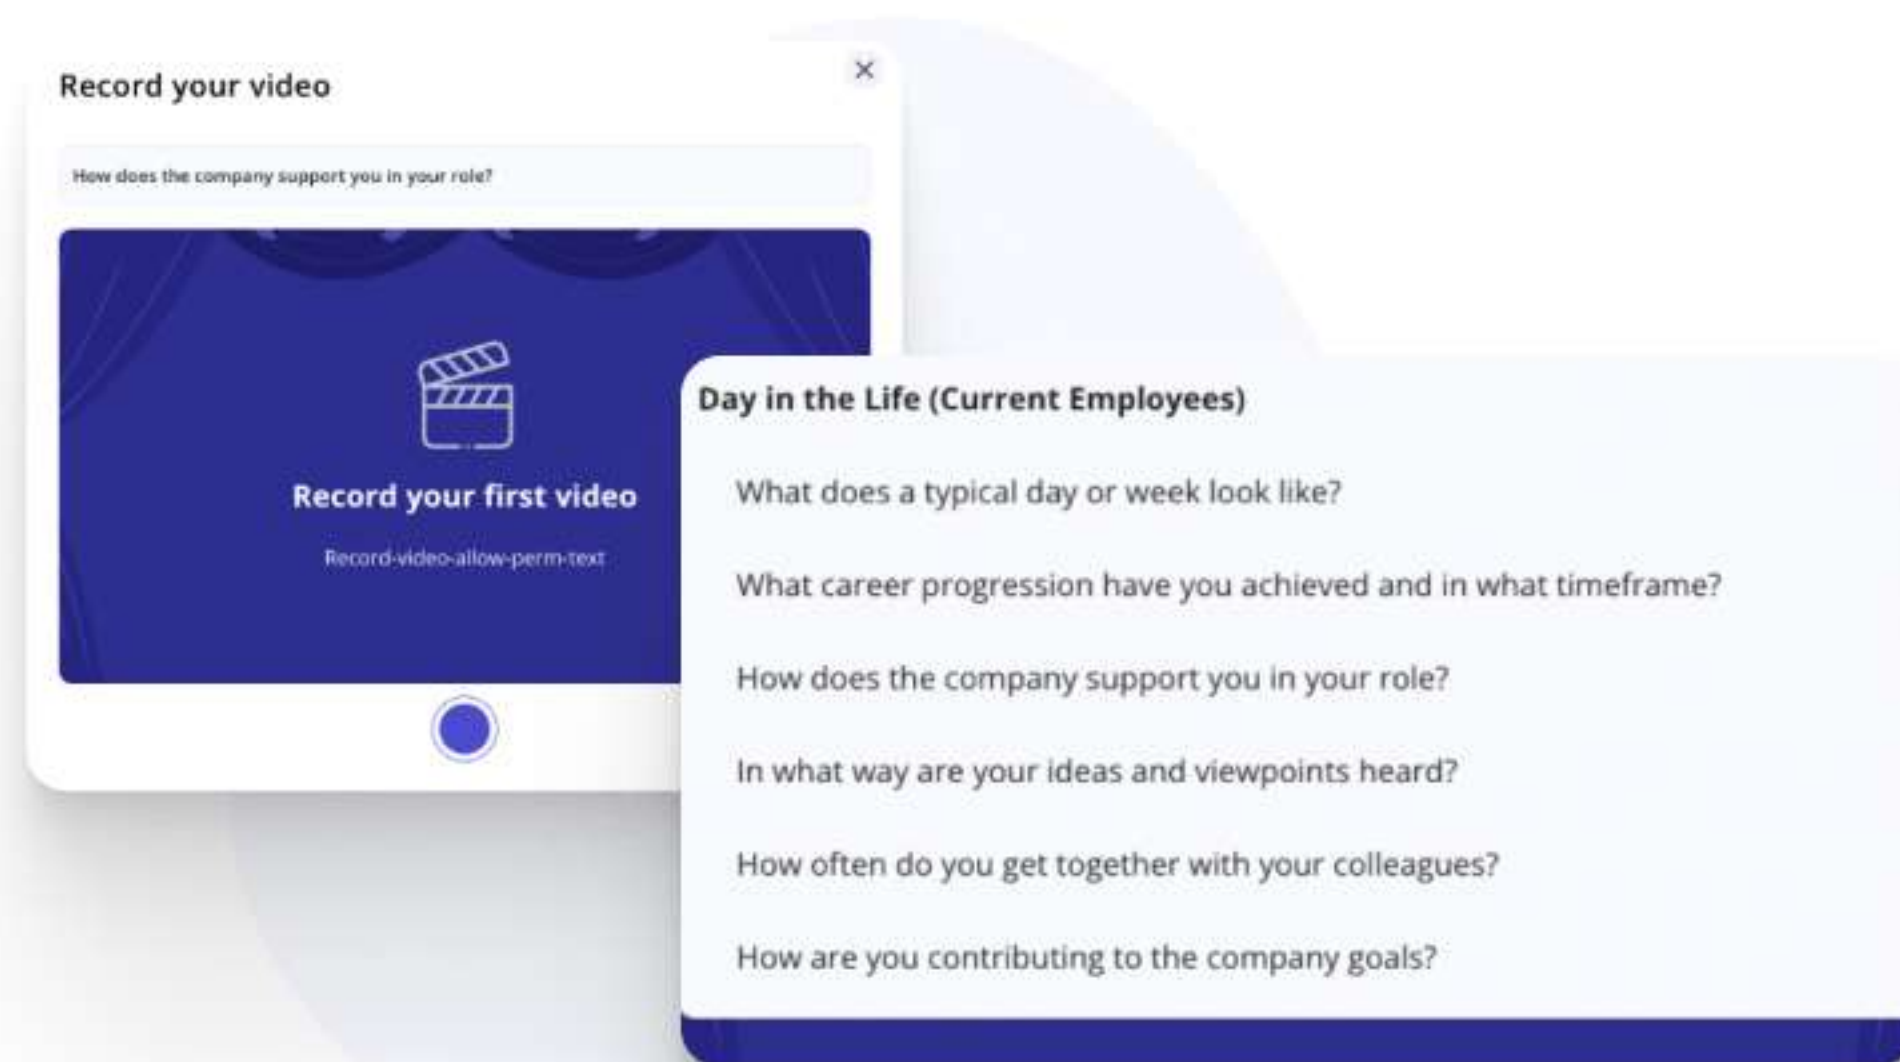 Record your video
How does the company support you in your role?
Record your first video
Record-video-allow-perm-text
Day in the Life (Current Employees)
What does a typical day or week look like?
What career progression have you achieved and in what timeframe?
How does the company support you in your role?
In what way are your ideas and viewpoints heard?
How often do you get together with your colleagues?
How are you contributing to the company goals?